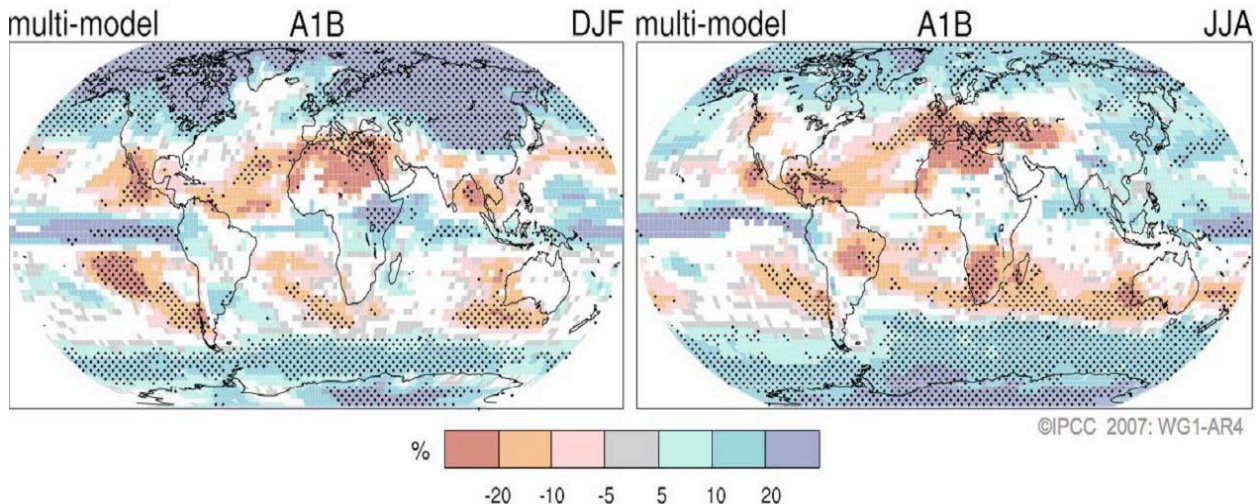 multi-model A1B DJF
multi-model A1B JJA
©IPCC 2007: WG1-AR4
%
-20 -10 -5 5 10 20